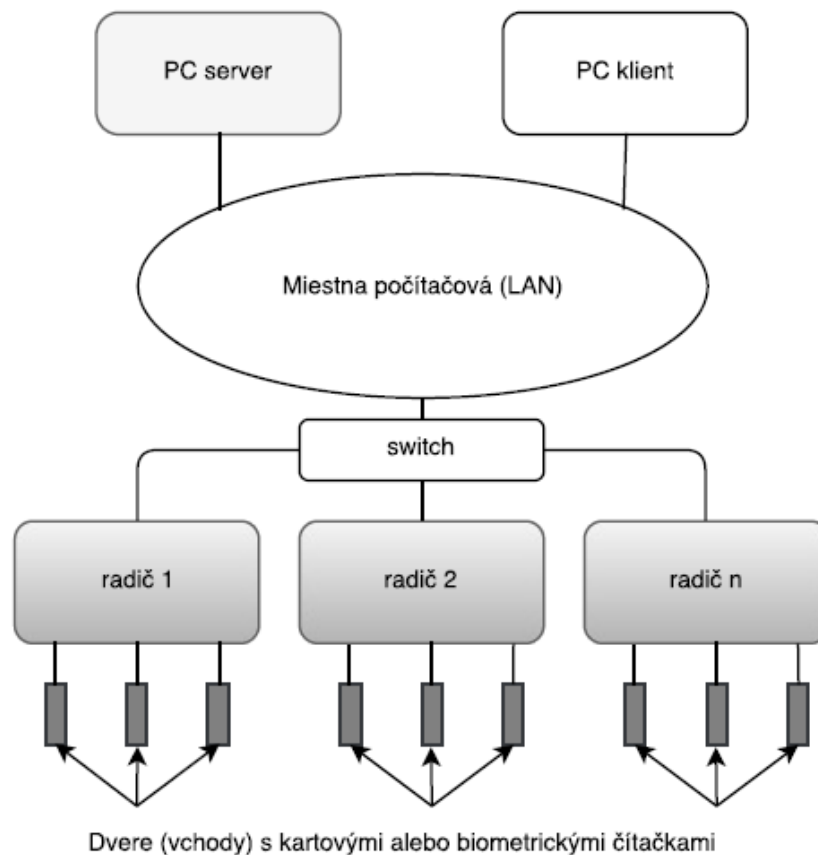 PC server
PC klient
Miestna počítačová (LAN)
switch
radič 1
radič 2
radič n
Dvere (vchody) s kartovými alebo biometrickými čítačkami